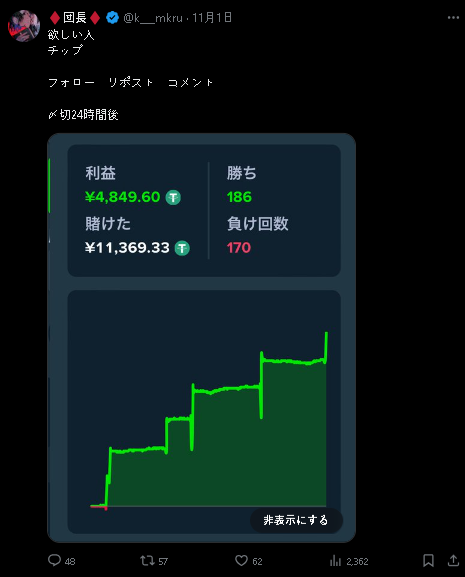 ♦️団長♦️ @k__mkru · 11月1日
欲しい人
チップ
フォロー リポスト コメント
〆切24時間後
利益
¥4,849.60
勝ち
186
賭けた
¥11,369.33
負け回数
170
非表示にする
48 57 62 2,362